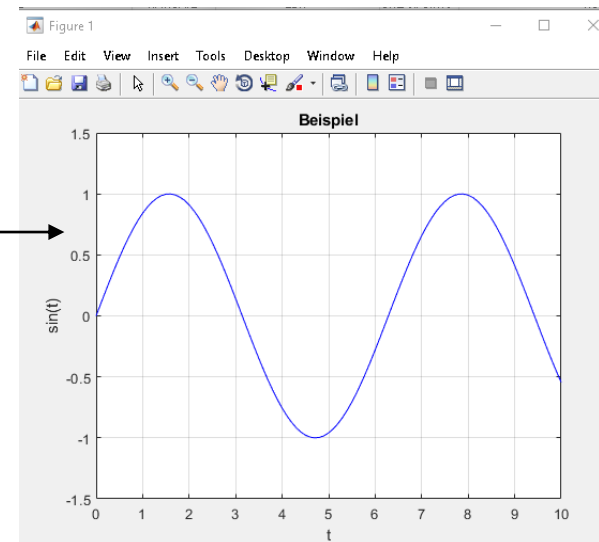 Figure 1
File Edit View Insert Tools Desktop Window Help
Beispiel
1.5
1
0.5
0
-0.5
-1
-1.5
sin(t)
0 1 2 3 4 5 6 7 8 9 10
t